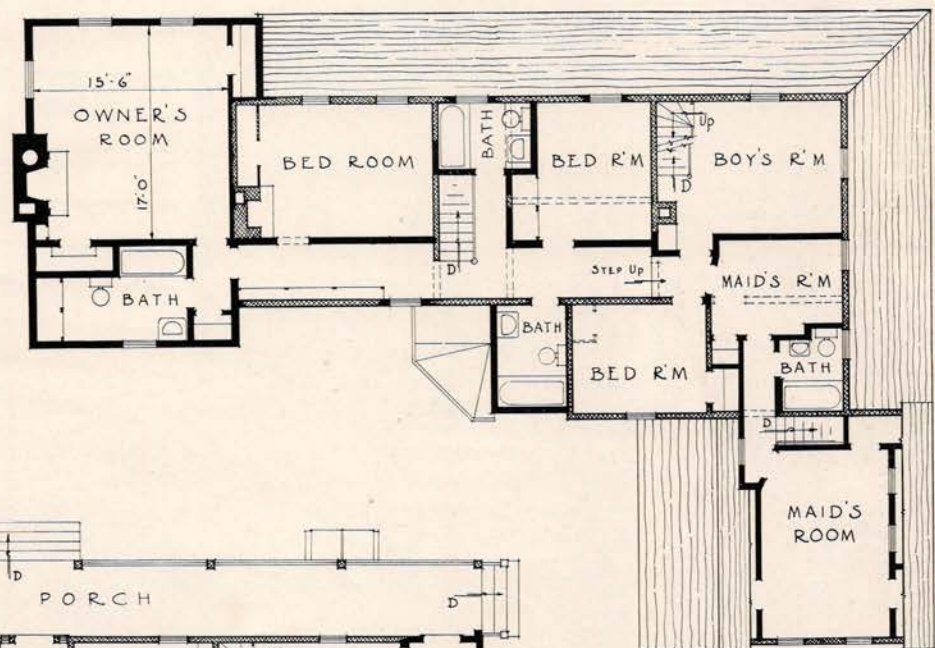 15'-6"
OWNER'S
ROOM
17'-0"
BED ROOM
BATH
BED R'M
Up
D
BOY'S R'M
D
STEP UP
MAID'S R'M
BATH
BATH
BED R'M
BATH
D
MAID'S
ROOM
D
PORCH
D